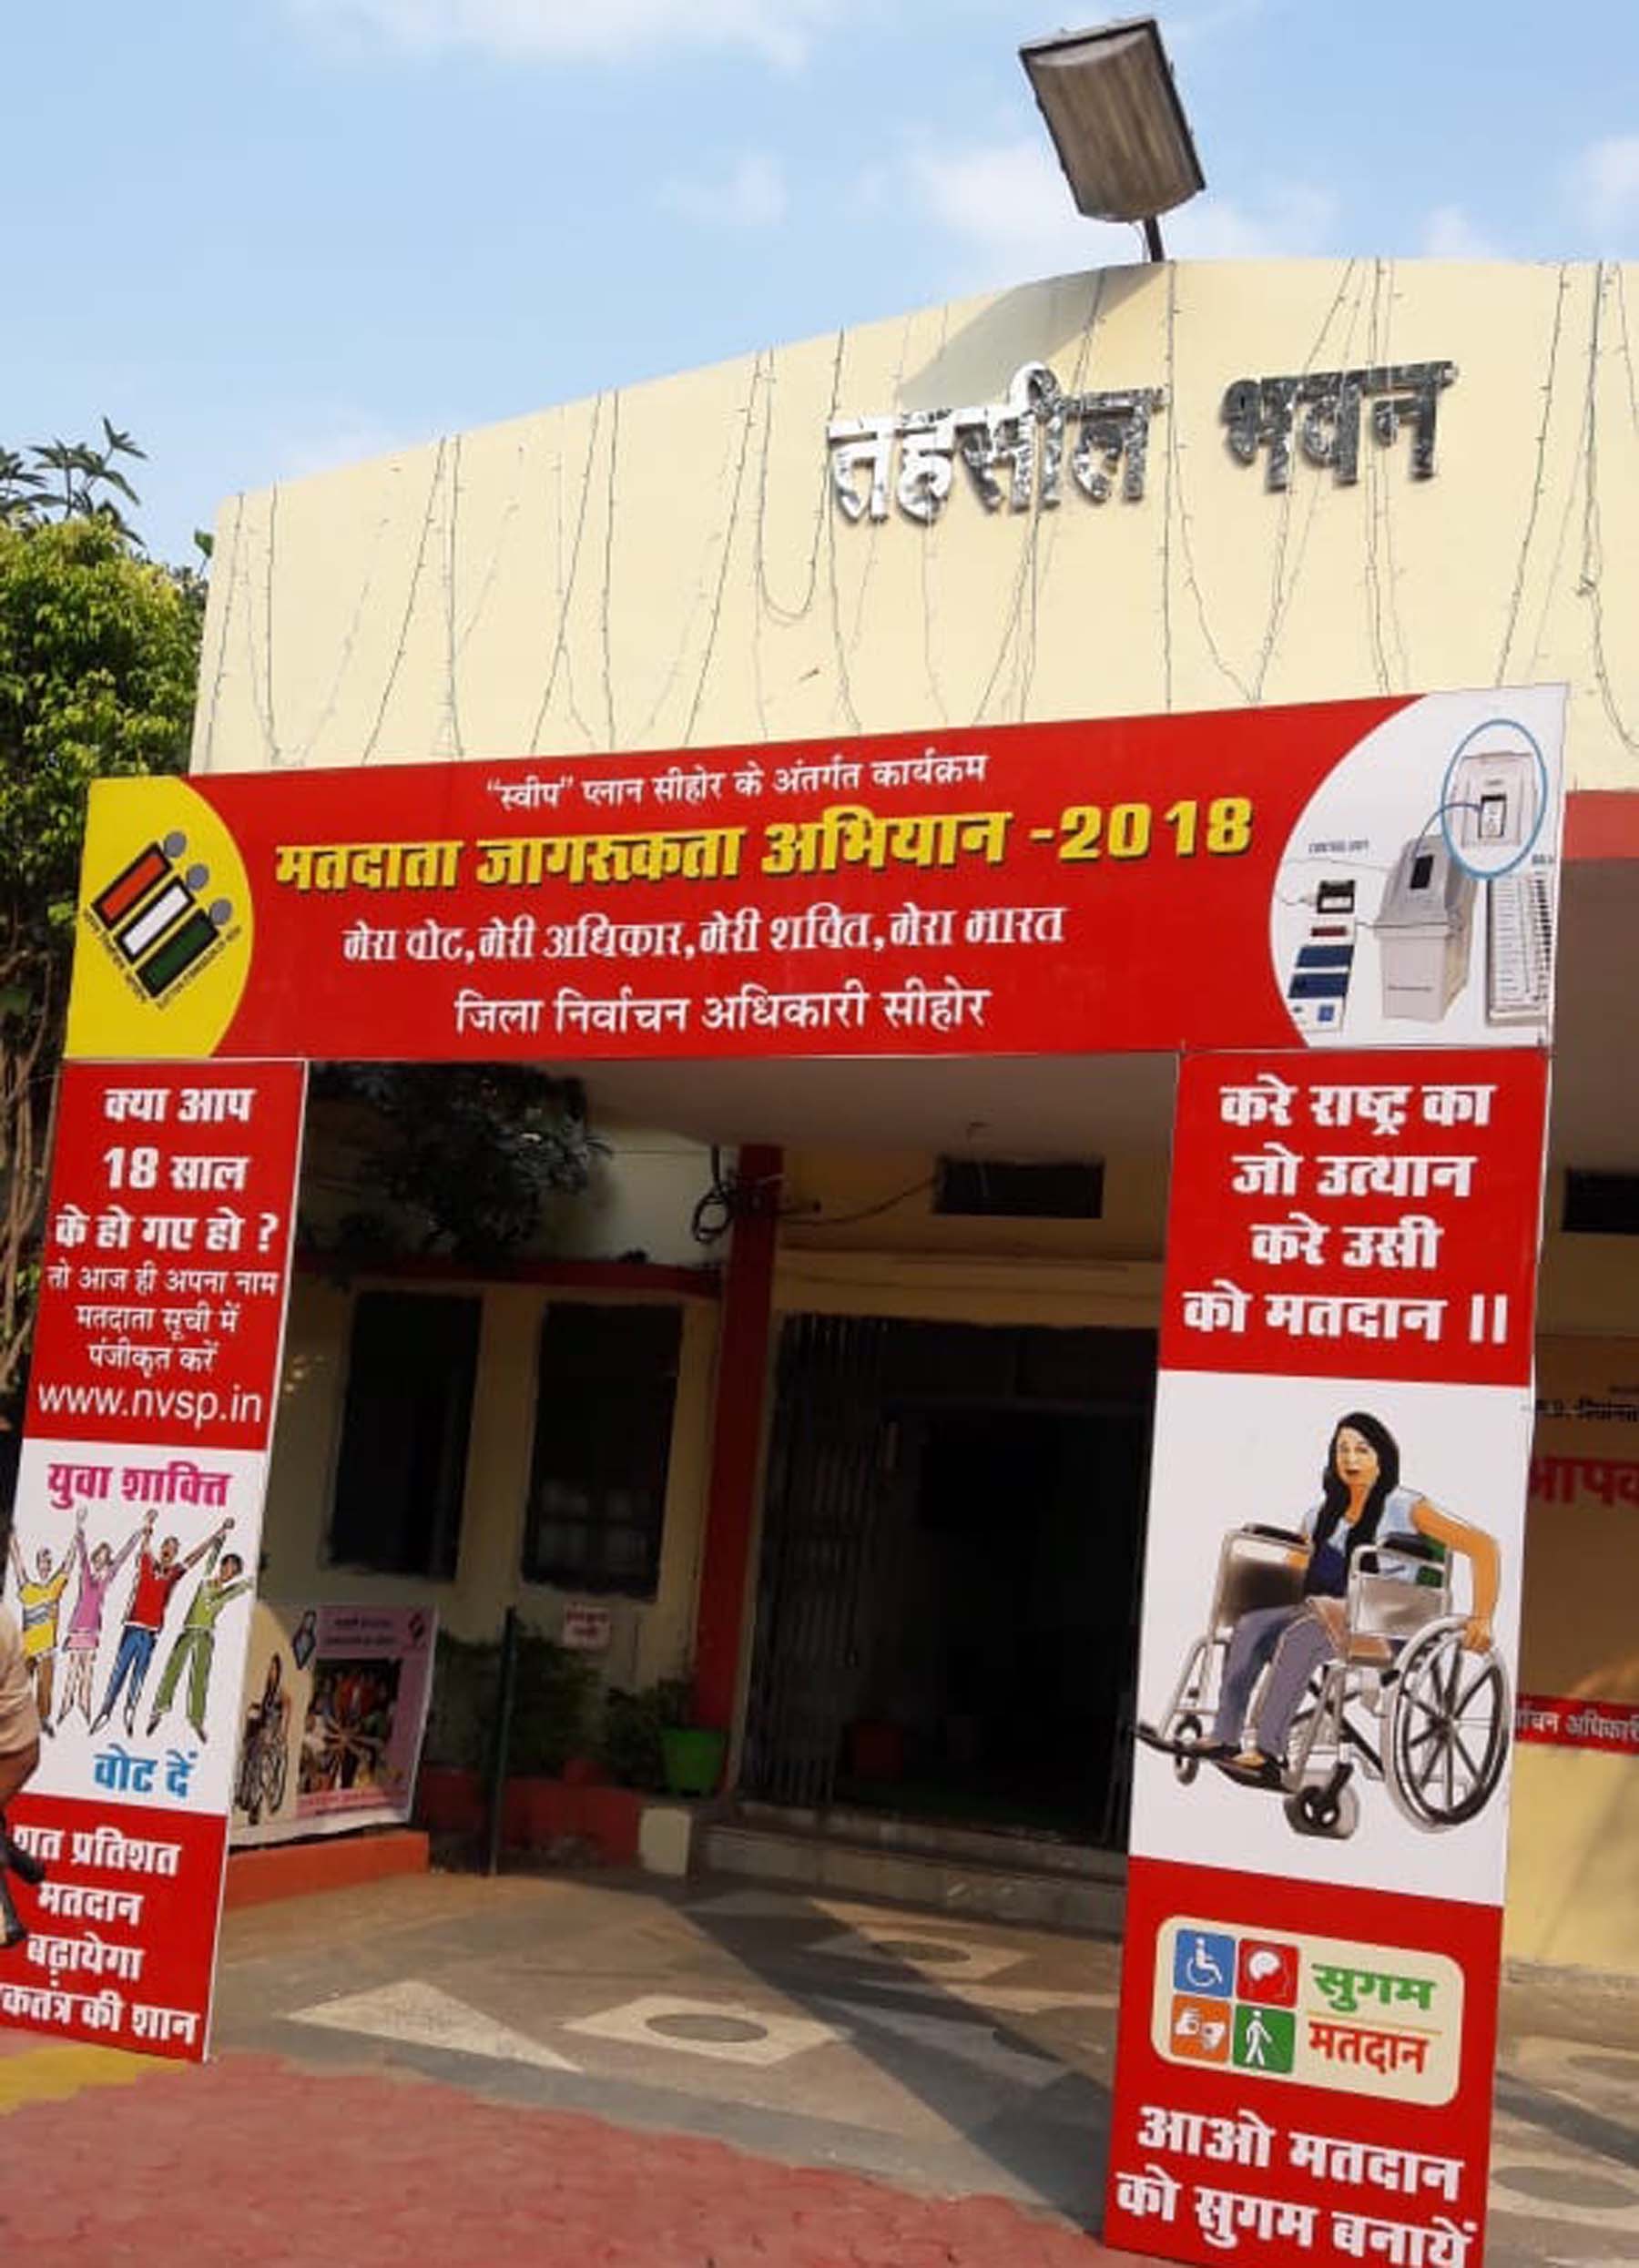 तहसील भवन
"स्वीप" प्लान सीहोर के अंतर्गत कार्यक्रम
मतदाता जागरूकता अभियान -2018
मेरा वोट,मेरी अधिकार,मेरी शक्ति,मेरा भारत
जिला निर्वाचन अधिकारी सीहोर
क्या आप
18 साल
के हो गए हो ?
तो आज ही अपना नाम
मतदाता सूची में
पंजीकृत करें
www.nvsp.in
युवा शक्ति
वोट दें
शत प्रतिशत
मतदान
बढ़ायेगा
कतंत्र की शान
करे राष्ट्र का
जो उत्थान
करे उसी
को मतदान ||
सुगम
मतदान
आओ मतदान
को सुगम बनायें